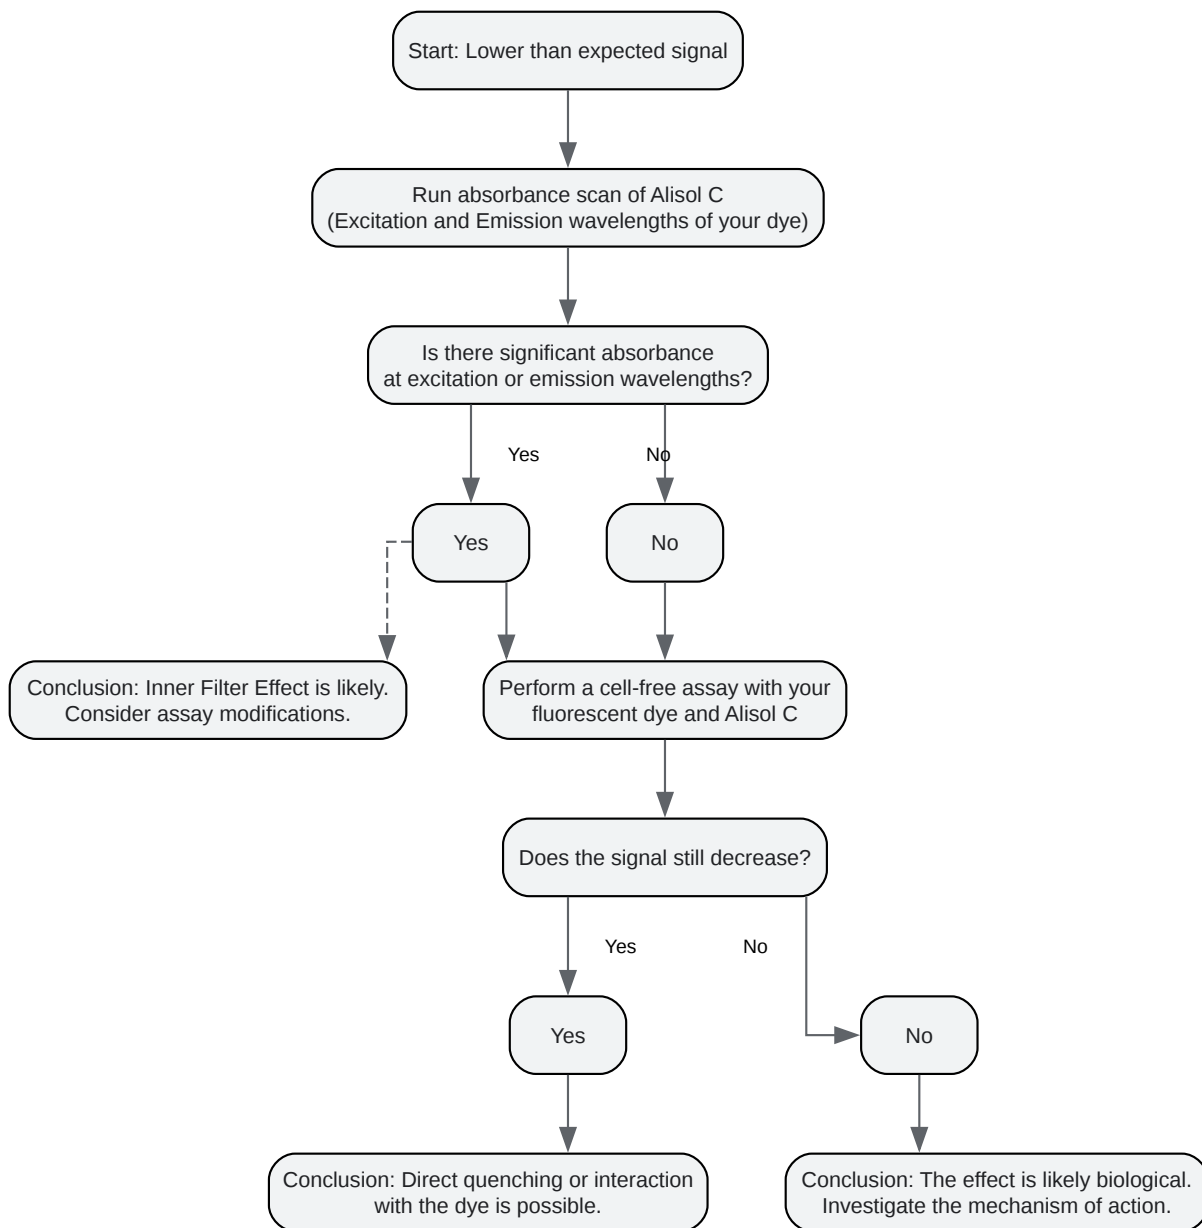 Start: Lower than expected signal
Run absorbance scan of Alisol C
(Excitation and Emission wavelengths of your dye)
Is there significant absorbance
at excitation or emission wavelengths?
Yes
No
Yes
No
Conclusion: Inner Filter Effect is likely.
Consider assay modifications.
Perform a cell-free assay with your
fluorescent dye and Alisol C
Does the signal still decrease?
Yes
No
Yes
No
Conclusion: Direct quenching or interaction
with the dye is possible.
Conclusion: The effect is likely biological.
Investigate the mechanism of action.